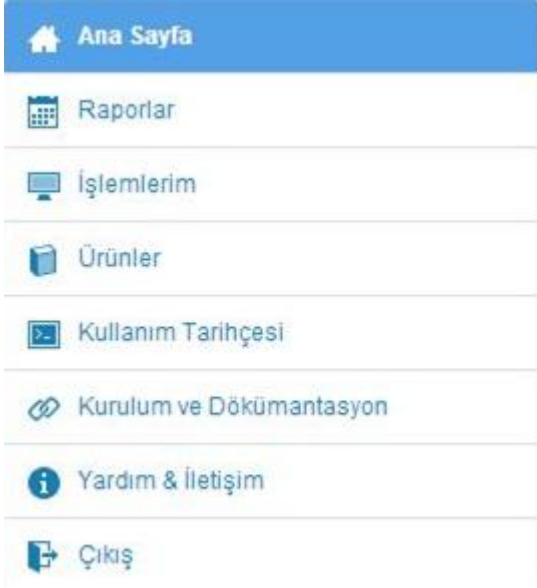 Ana Sayfa
Raporlar
İşlemlerim
Ürünler
Kullanım Tarihçesi
Kurulum ve Dökümantasyon
Yardım & İletişim
Çıkış